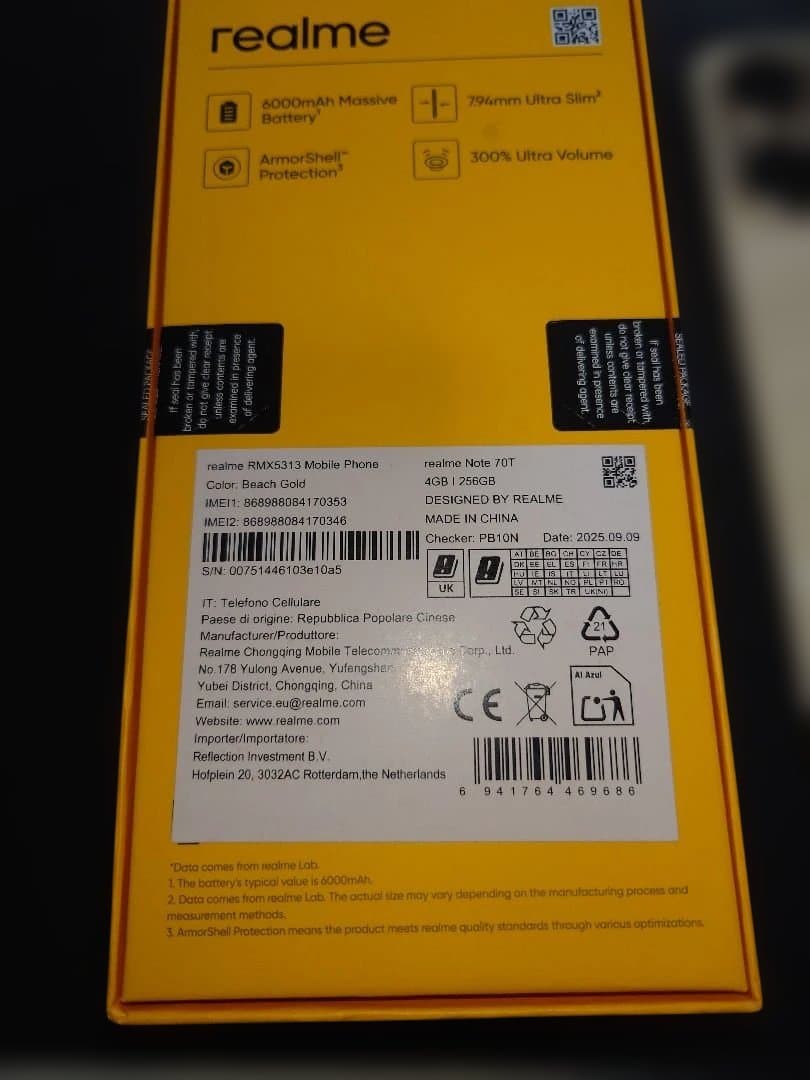 realme
6000mAh Massive
Battery¹
7.94mm Ultra Slim²
ArmorShell™
Protection³
300% Ultra Volume
SEALED PACKAGE
If seal has been
broken or tampered with,
do not give clear receipt
unless contents are
examined in presence
of delivering agent.
SEALED PACKAGE
If seal has been
broken or tampered with,
do not give clear receipt
unless contents are
examined in presence
of delivering agent.
realme RMX5313 Mobile Phone
Color: Beach Gold
IMEI1: 868988084170353
IMEI2: 868988084170346
S/N: 00751446103e10a5
realme Note 70T
4GB | 256GB
DESIGNED BY REALME
MADE IN CHINA
Checker: PB10N Date: 2025.09.09
UK
AT BE BG CH CY CZ DE
DK EE EL ES FI FR HR
HU IE IS IT LI LT LU
LV MT NL NO PL PT RO
SE SI SK TR UK(NI)
IT: Telefono Cellulare
Paese di origine: Repubblica Popolare Cinese
Manufacturer/Produttore:
Realme Chongqing Mobile Corp., Ltd.
No.178 Yulong Avenue,
Yubei District, Chongqing, China
Email: service.eu@realme.com
Website: www.realme.com
Importer/Importatore:
Reflection Investment B.V.
Hofplein 20, 3032AC Rotterdam,the Netherlands
21
PAP
CE
Al Azul
6 941764 469686
*Data comes from realme Lab.
1. The battery's typical value is 6000mAh.
2. Data comes from realme Lab. The actual size may vary depending on the manufacturing process and
measurement methods.
3. ArmorShell Protection means the product meets realme quality standards through various optimizations.